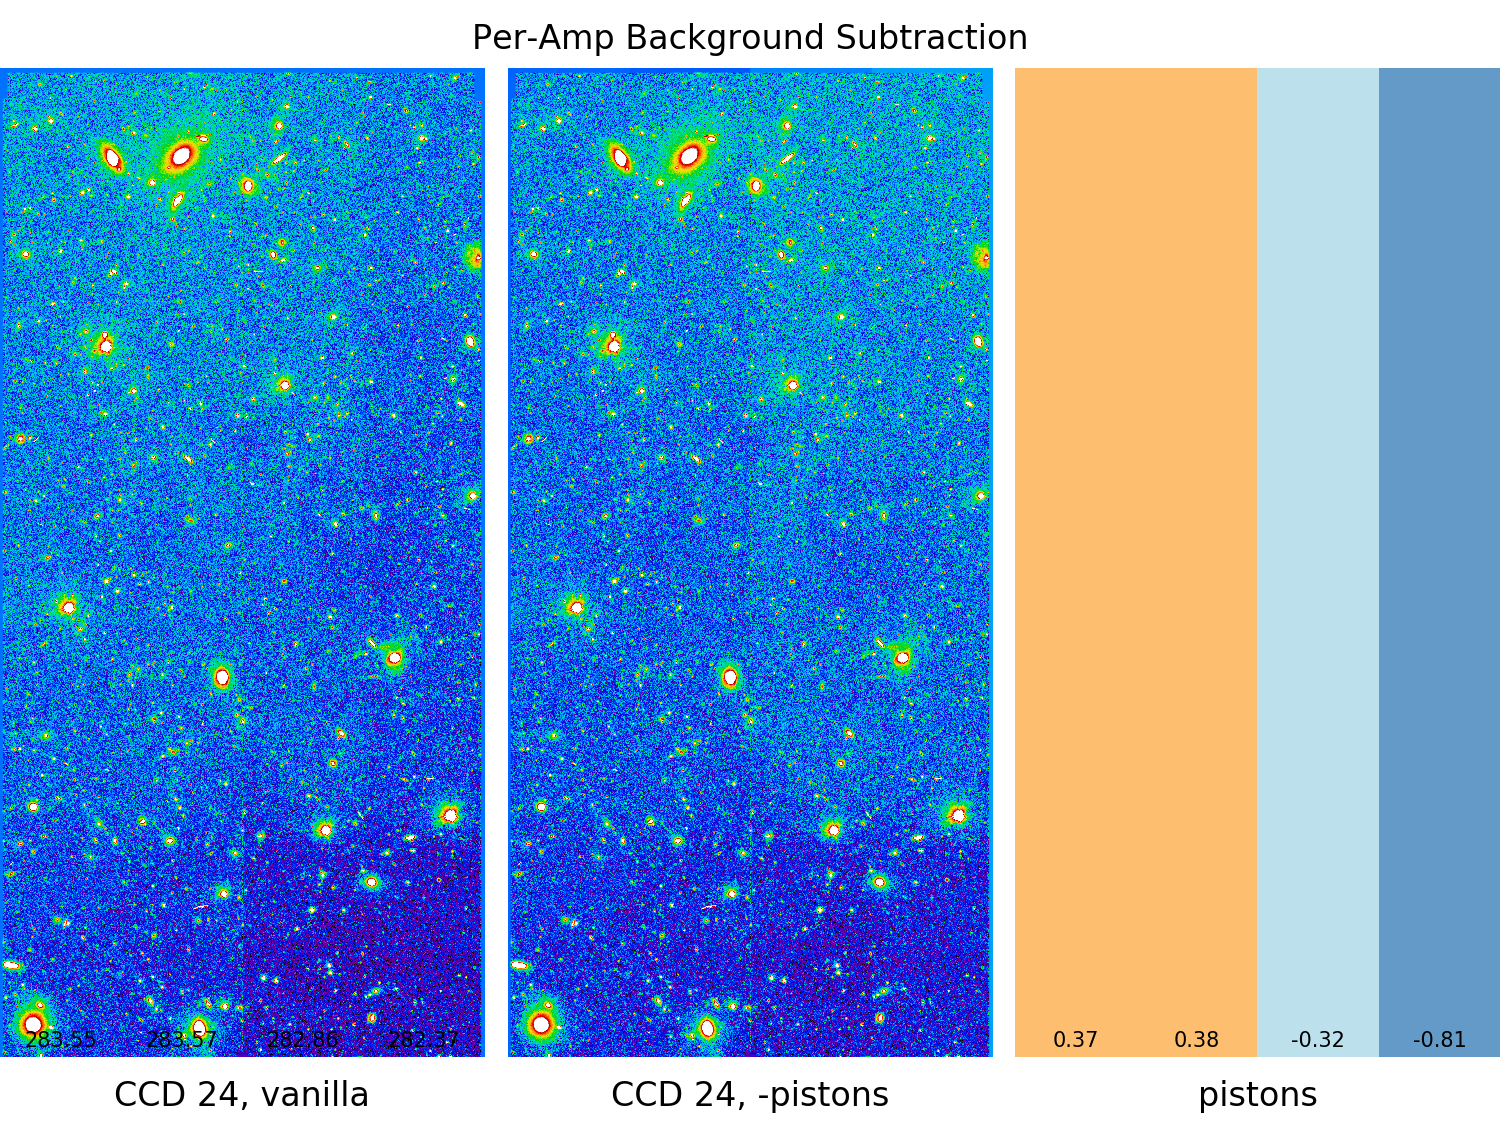 Per-Amp Background Subtraction
283.55 283.57 282.86 282.37
0.37 0.38 -0.32 -0.81
CCD 24, vanilla
CCD 24, -pistons
pistons